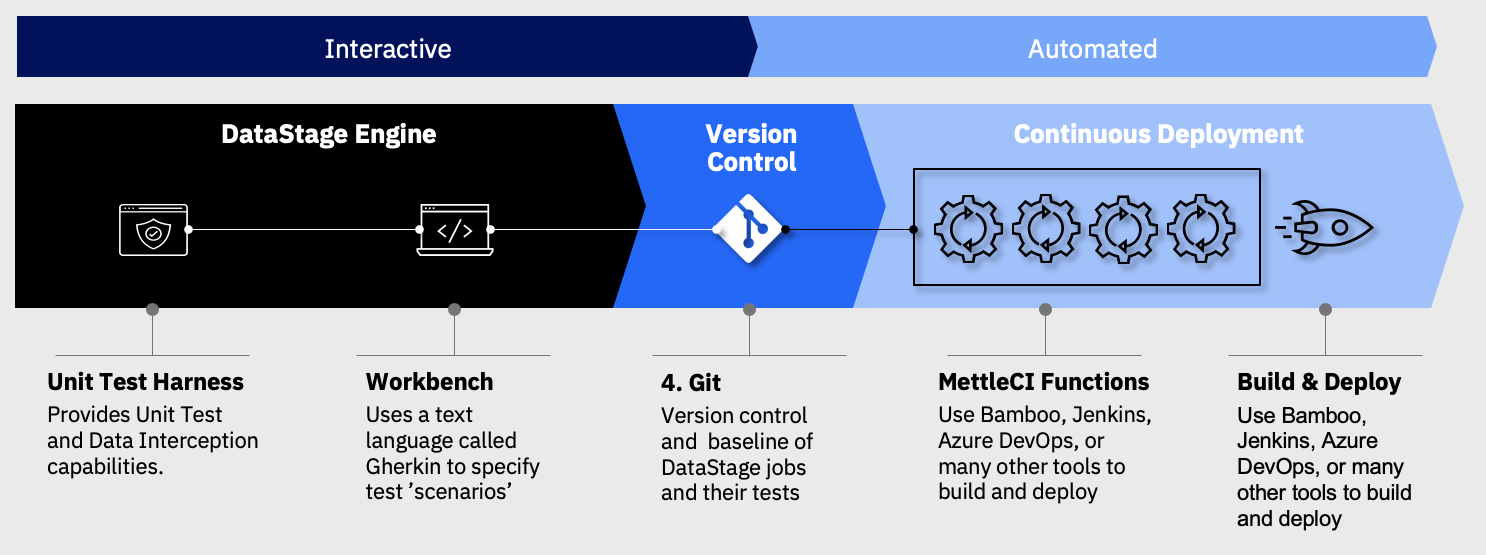 Interactive
Automated
DataStage Engine
Version
Control
Continuous Deployment
</>
Unit Test Harness
Provides Unit Test
and Data Interception
capabilities.
Workbench
Uses a text
language called
Gherkin to specify
test ’scenarios’
4. Git
Version control
and  baseline of
DataStage jobs
and their tests
MettleCI Functions
Use Bamboo, Jenkins,
Azure DevOps, or
many other tools to
build and deploy
Build & Deploy
Use Bamboo,
Jenkins, Azure
DevOps, or many
other tools to build
and deploy